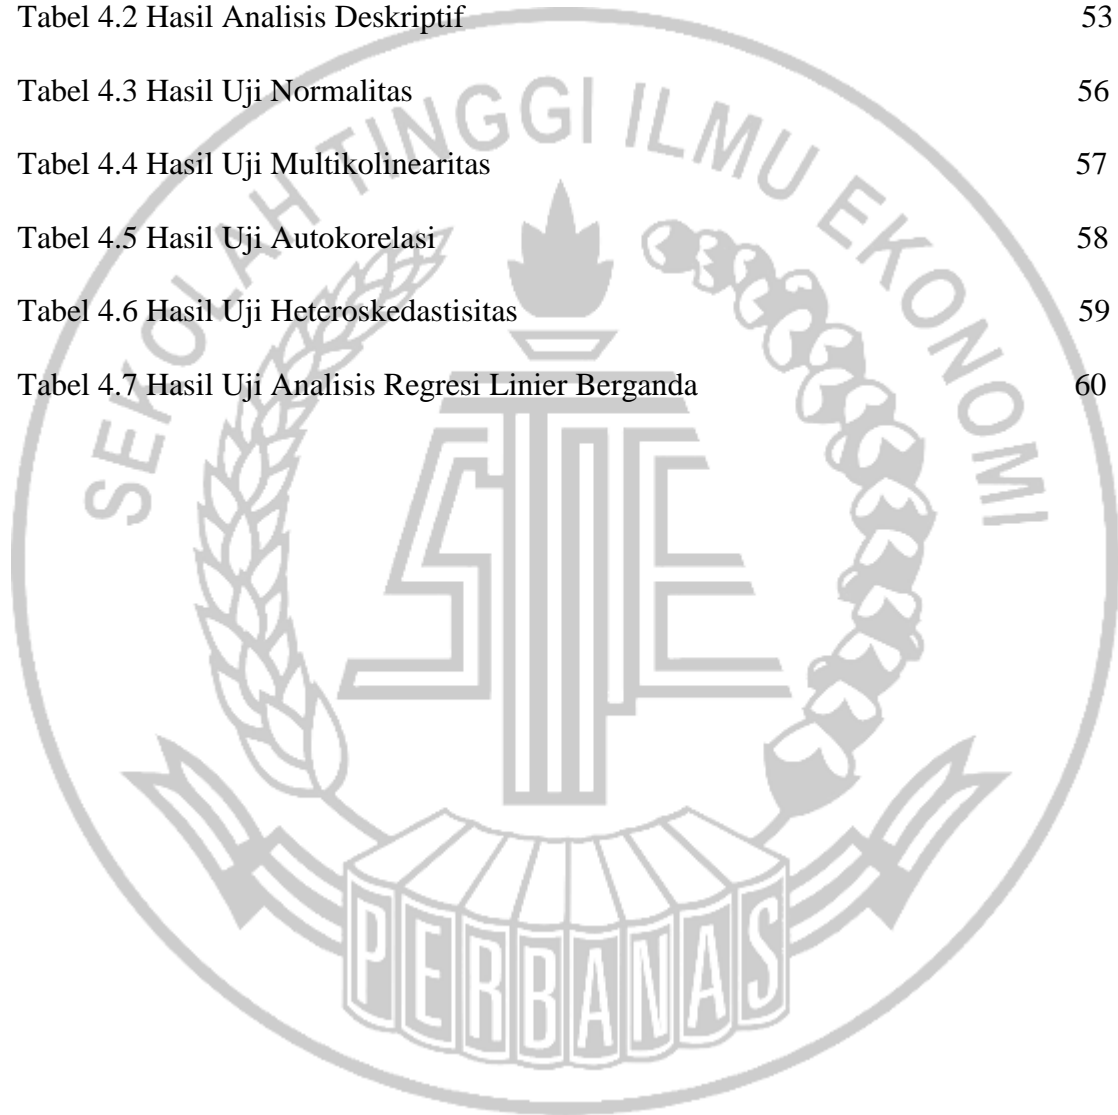 Tabel 4.2 Hasil Analisis Deskriptif 53
Tabel 4.3 Hasil Uji Normalitas 56
Tabel 4.4 Hasil Uji Multikolinearitas 57
Tabel 4.5 Hasil Uji Autokorelasi 58
Tabel 4.6 Hasil Uji Heteroskedastisitas 59
Tabel 4.7 Hasil Uji Analisis Regresi Linier Berganda 60
SEKOLAH TINGGI ILMU EKONOMI
STIE
PERBANAS